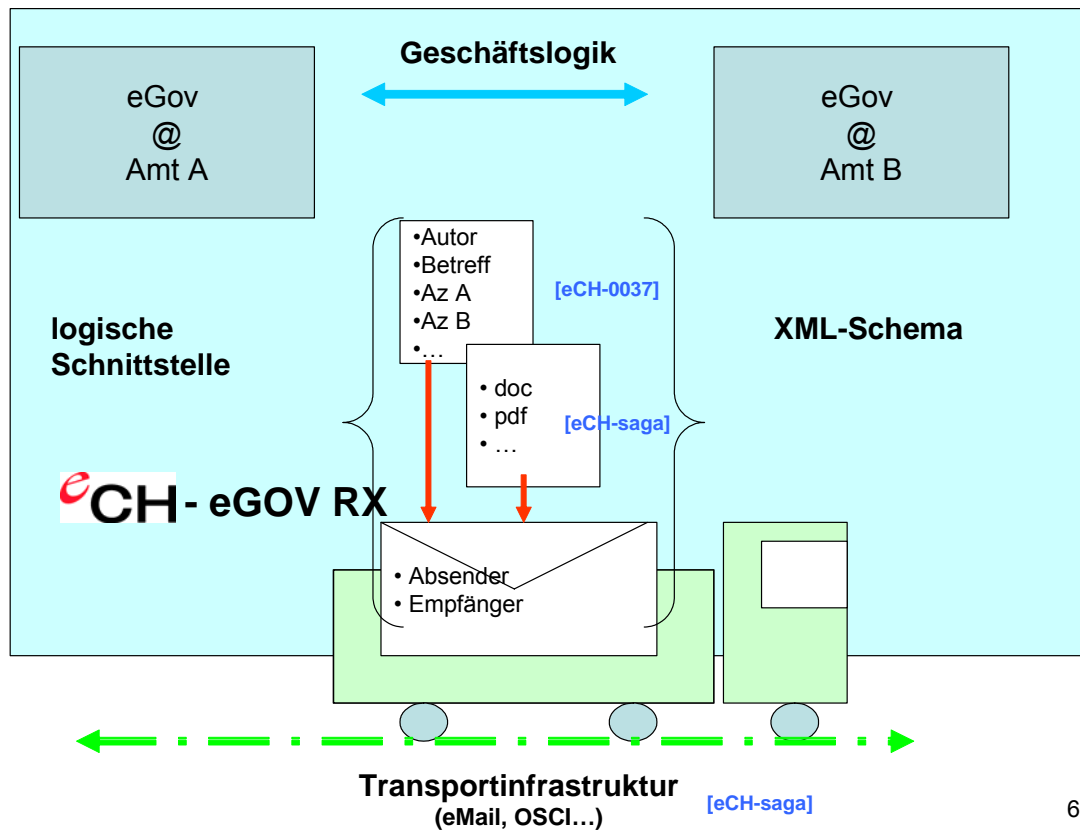 Geschäftslogik
eGov
@
Amt A
eGov
@
Amt B
•Autor
•Betreff
•Az A
•Az B
•…
[eCH-0037]
logische
Schnittstelle
XML-Schema
• doc
• pdf
• …
[eCH-saga]
eCH - eGOV RX
• Absender
• Empfänger
Transportinfrastruktur
(eMail, OSCI…)
[eCH-saga]
6